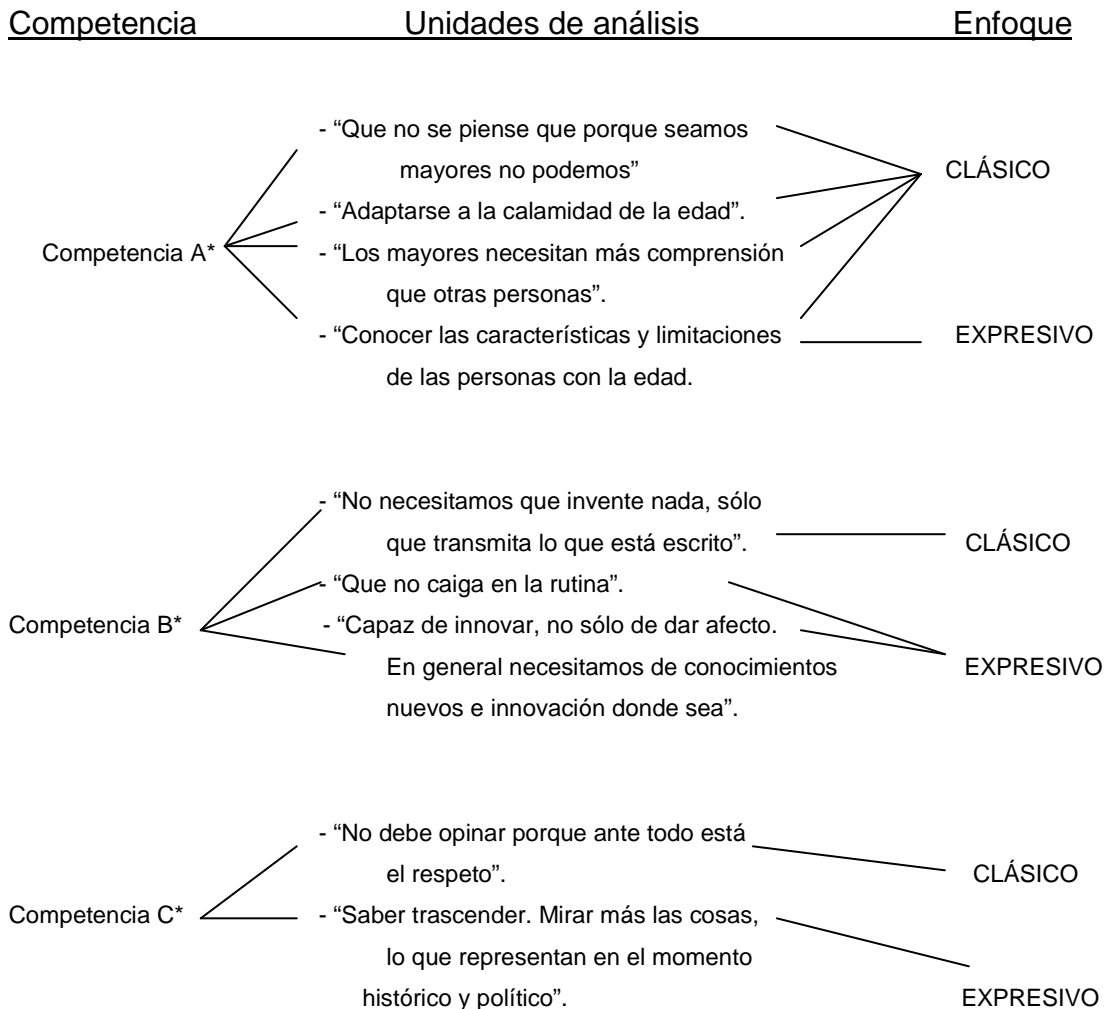 Competencia Unidades de análisis Enfoque
- “Que no se piense que porque seamos
mayores no podemos”
CLÁSICO
- “Adaptarse a la calamidad de la edad”.
Competencia A*
- “Los mayores necesitan más comprensión
que otras personas”.
- “Conocer las características y limitaciones
EXPRESIVO
de las personas con la edad.
- “No necesitamos que invente nada, sólo
que transmita lo que está escrito”.
CLÁSICO
- “Que no caiga en la rutina”.
Competencia B*
- “Capaz de innovar, no sólo de dar afecto.
En general necesitamos de conocimientos
EXPRESIVO
nuevos e innovación donde sea”.
- “No debe opinar porque ante todo está
el respeto”.
CLÁSICO
Competencia C*
- “Saber trascender. Mirar más las cosas,
lo que representan en el momento
histórico y político”.
EXPRESIVO